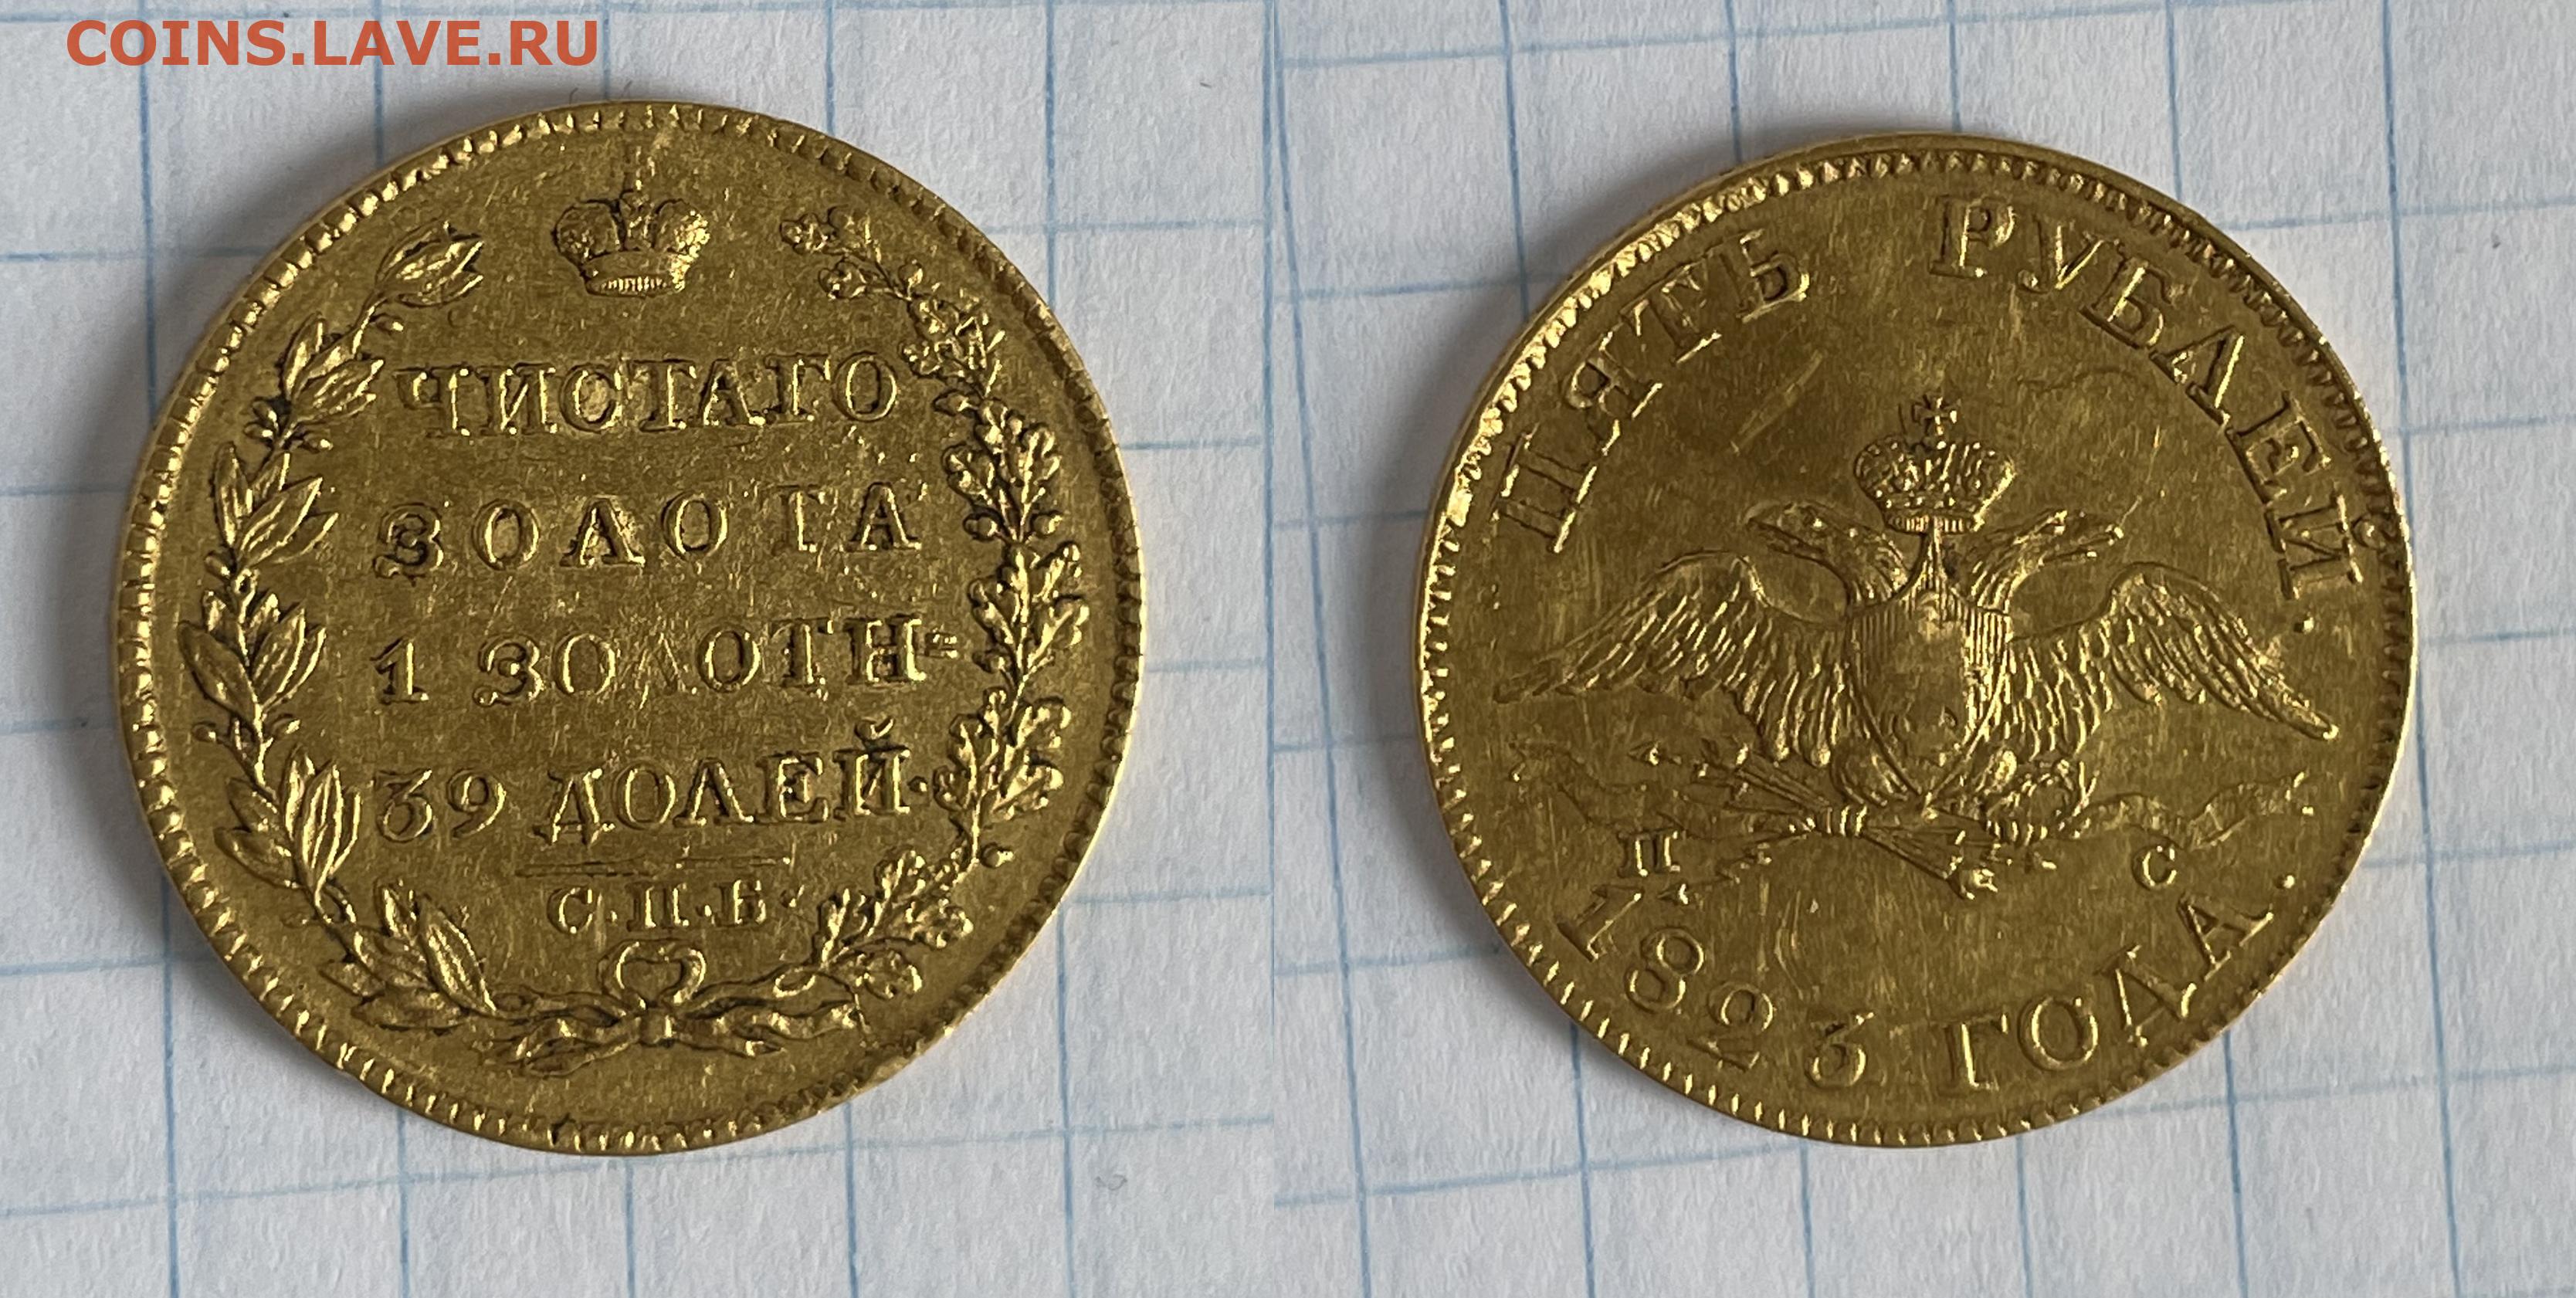 COINS.LAVE.RU
ЧИСТАГО
ЗОЛОТА
1 ЗОЛОТН=
39 ДОЛЕЙ.
С.П.Б.
ПЯТЬ РУБЛЕЙ.
П С
1823 ГОДА.